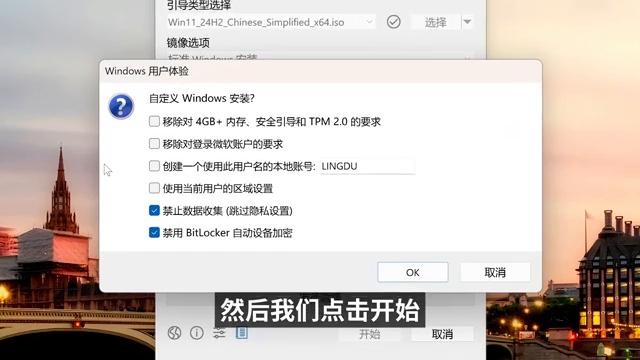 引导类型选择
Win11_24H2_Chinese_Simplified_x64.iso
选择
镜像选项
标准 Windows 安装
Windows 用户体验
自定义 Windows 安装?
移除对 4GB+ 内存、安全引导和 TPM 2.0 的要求
移除对登录微软账户的要求
创建一个使用此用户名的本地账号: LINGDU
使用当前用户的区域设置
禁止数据收集 (跳过隐私设置)
禁用 BitLocker 自动设备加密
OK
取消
然后我们点击开始
开始
取消